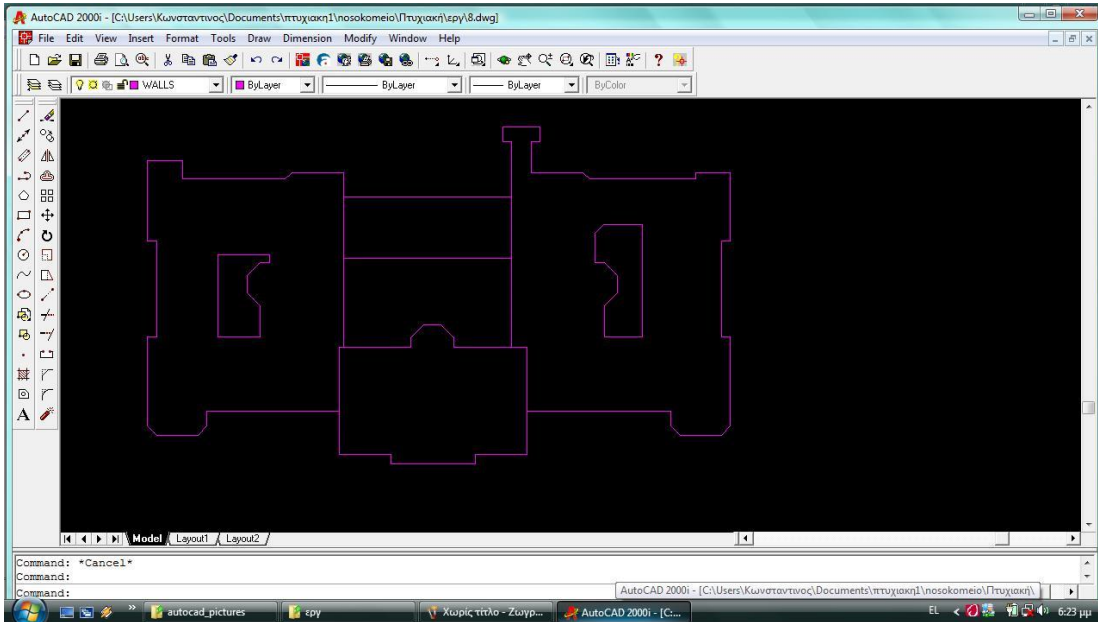 AutoCAD 2000i - [C:\Users\Κωνσταντινος\Documents\πτυχιακη1\nosokomeio\Πτυχιακή\εργ\8.dwg]
File Edit View Insert Format Tools Draw Dimension Modify Window Help
WALLS ByLayer ByLayer ByLayer ByColor
A
Model Layout1 Layout2
Command: *Cancel*
Command:
Command:
AutoCAD 2000i - [C:\Users\Κωνσταντινος\Documents\πτυχιακη1\nosokomeio\Πτυχιακή\
autocad_pictures εργ Χωρίς τίτλο - Ζωγρ... AutoCAD 2000i - [C:... EL 6:23 μμ